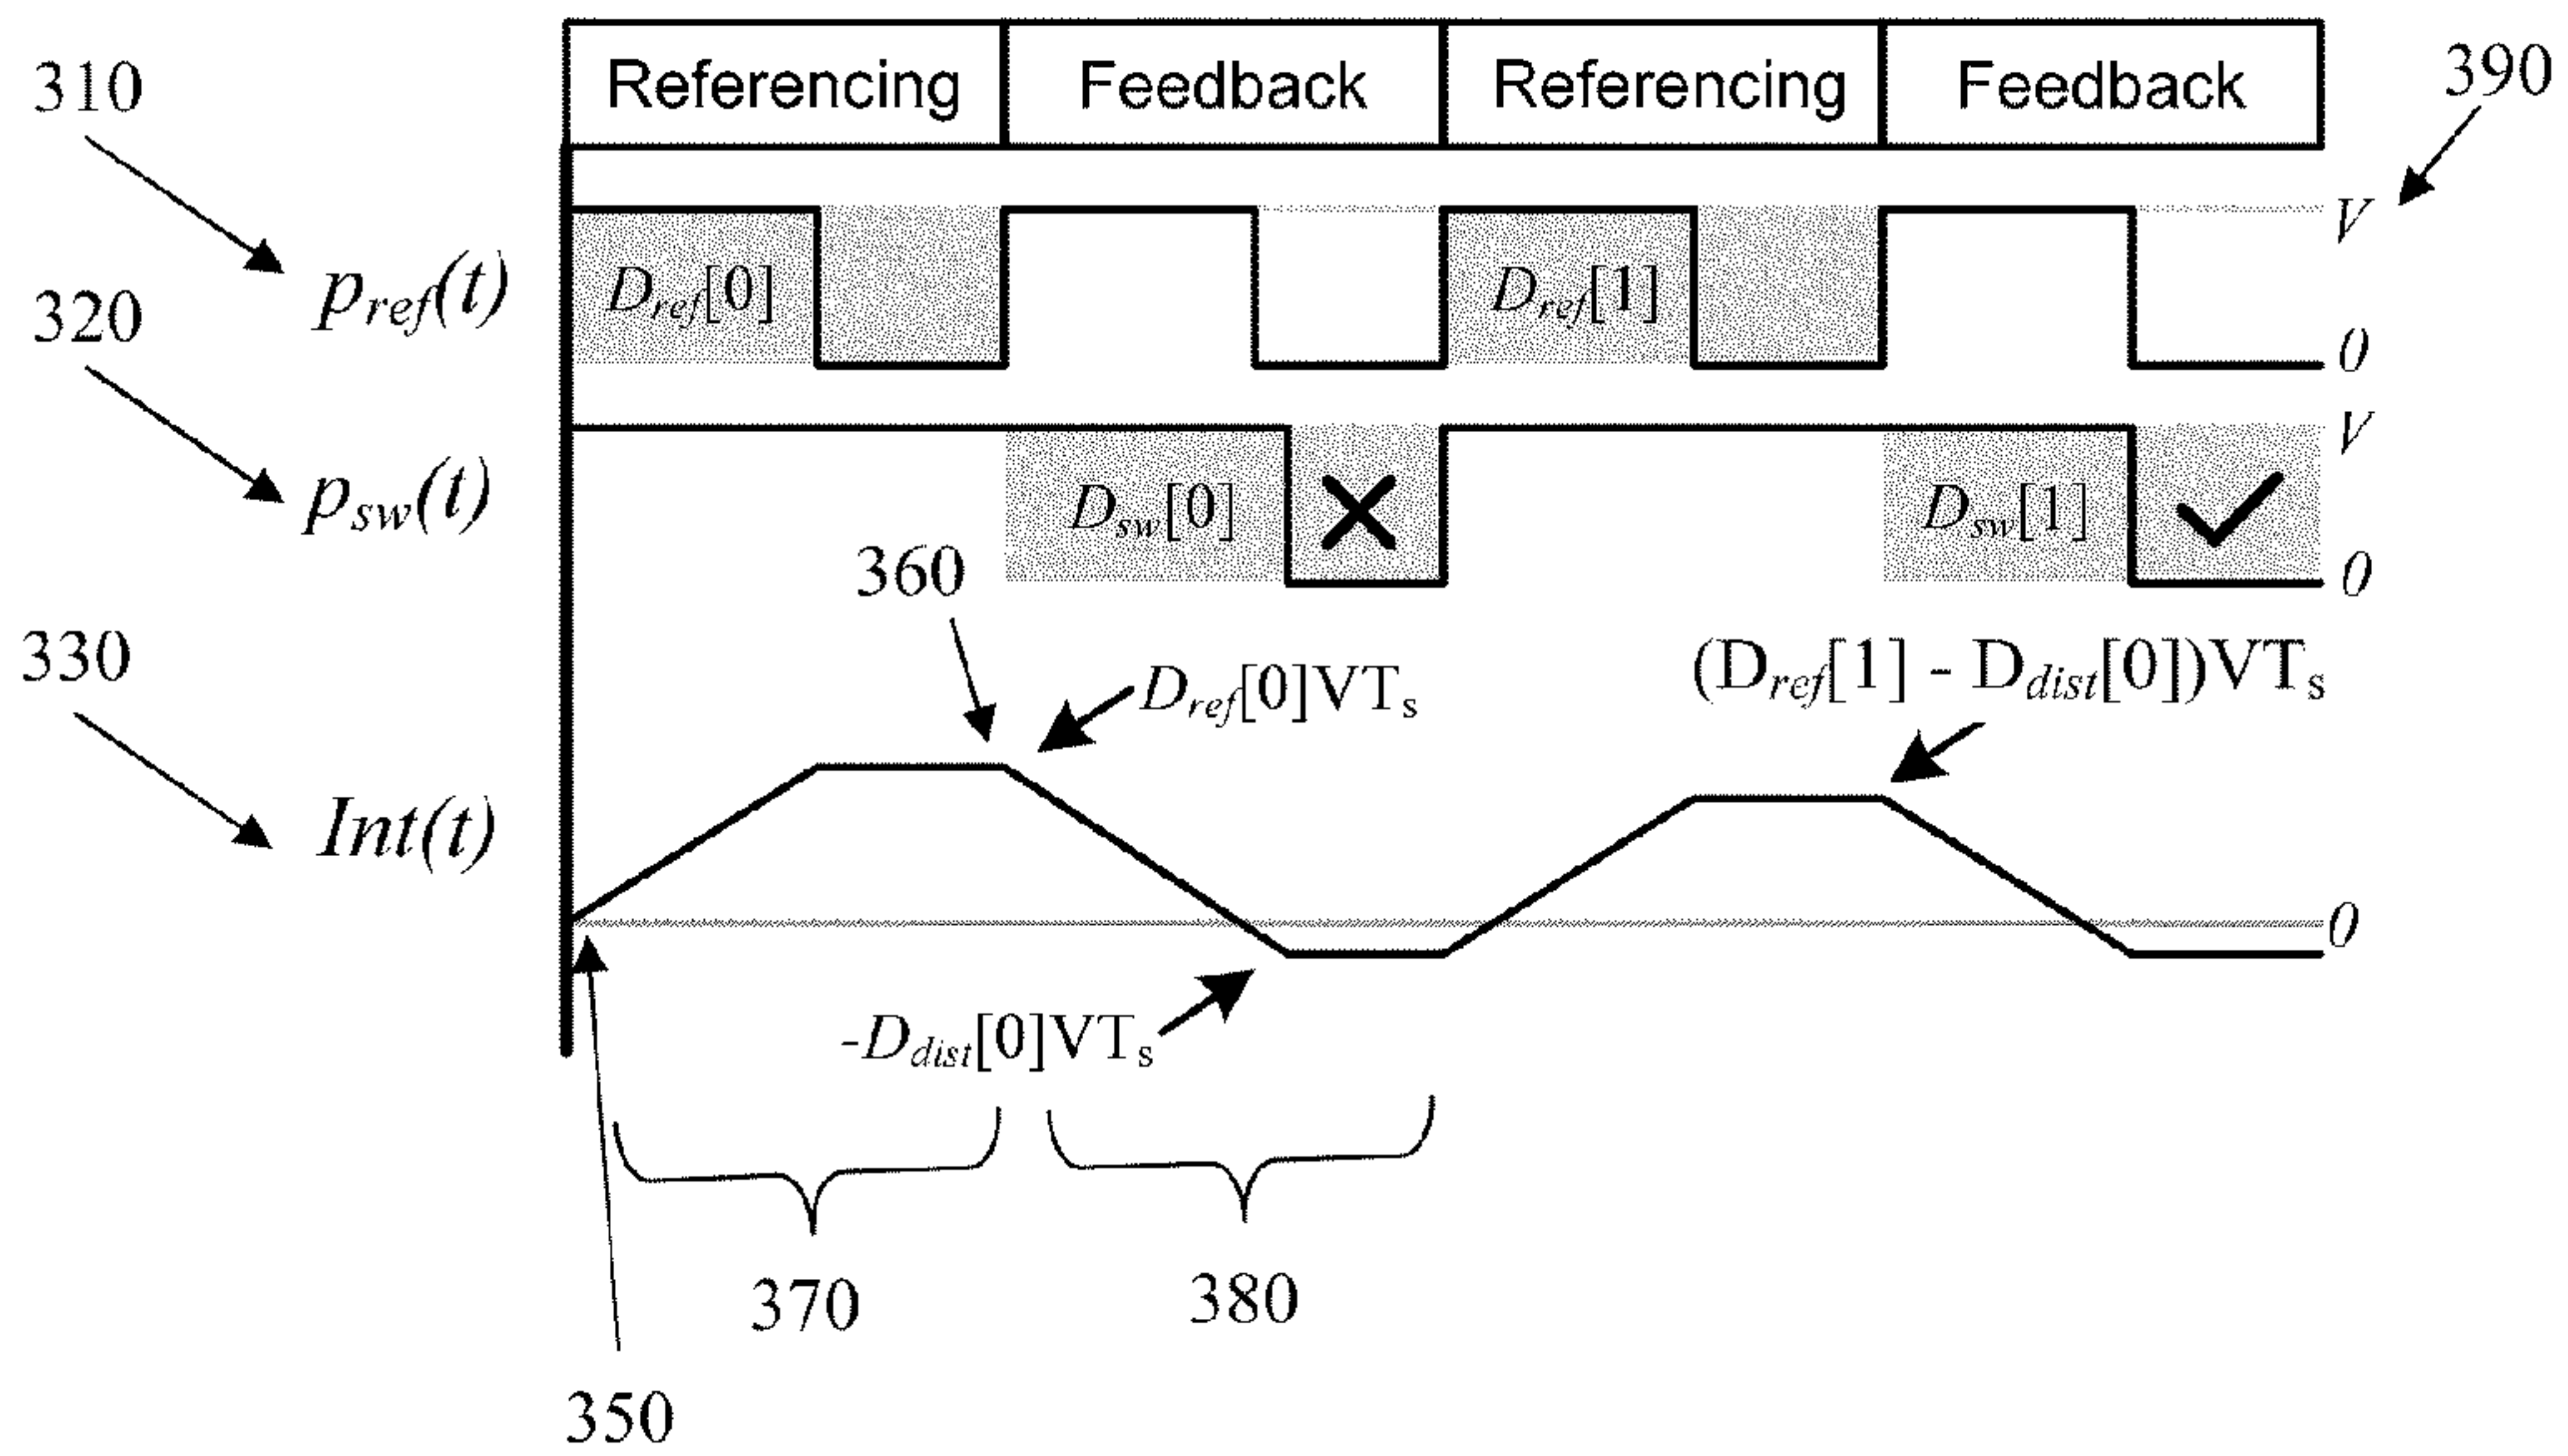 Referencing Feedback Referencing Feedback
310
390
V
D_ref[0] D_ref[1]
p_ref(t)
0
320
V
D_sw[0] D_sw[1]
p_sw(t)
0
360
330
D_ref[0]VT_s
(D_ref[1] - D_dist[0])VT_s
Int(t)
0
-D_dist[0]VT_s
370
380
350